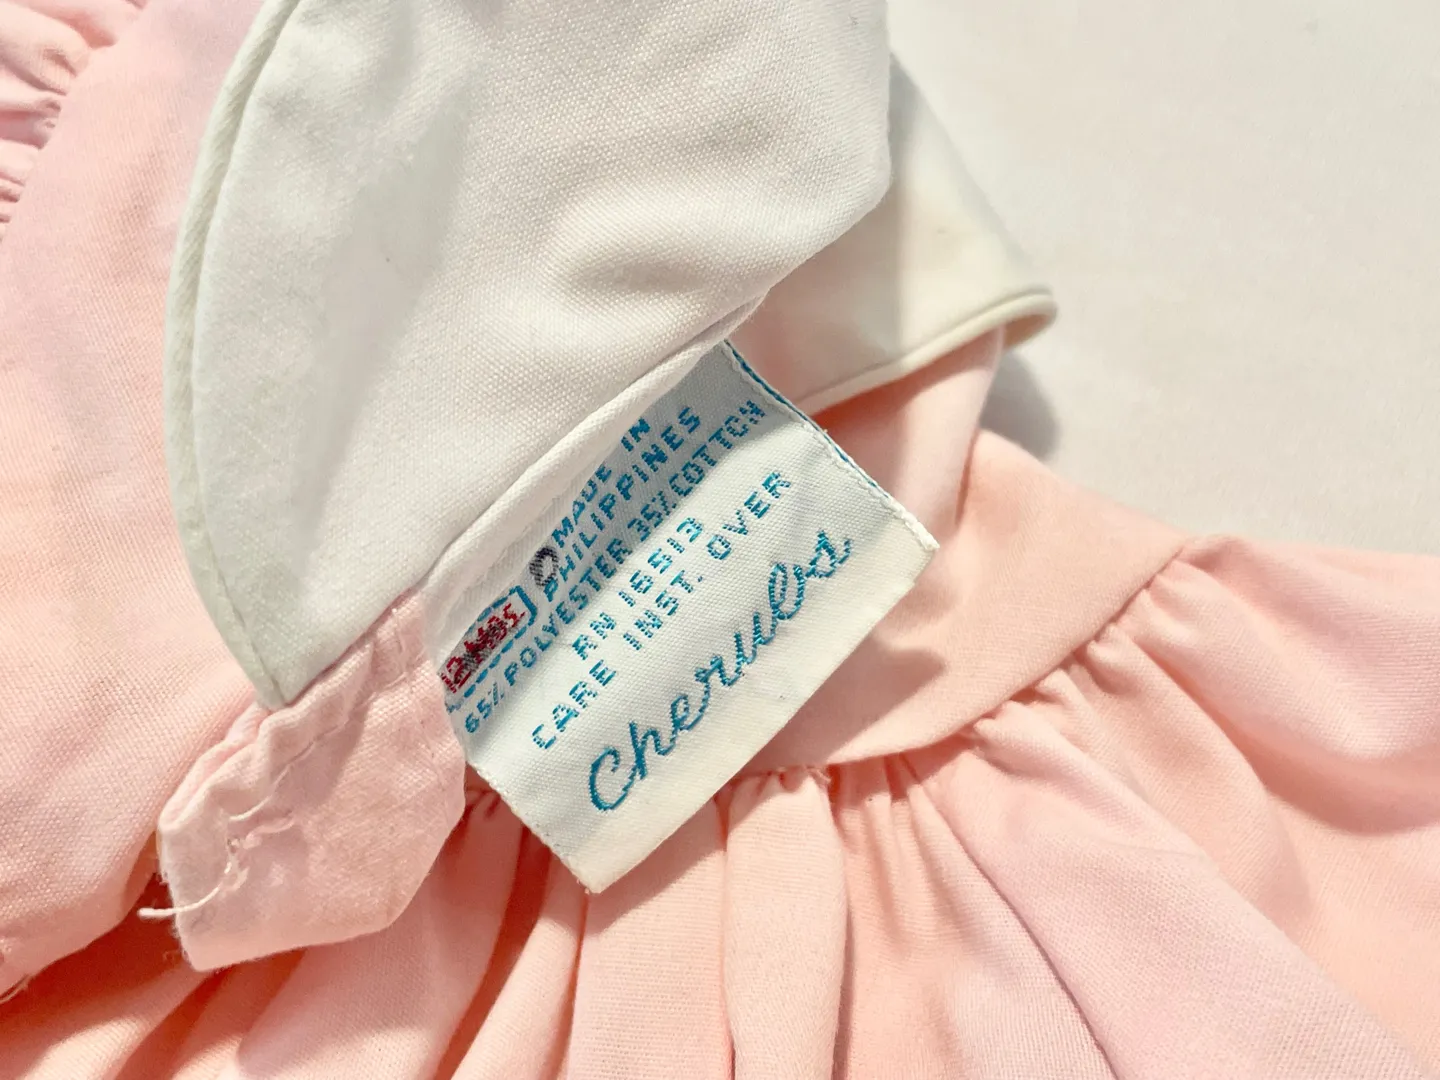 MADE IN
PHILIPPINES
65% POLYESTER 35% COTTON
RN 16513
CARE INST. OVER
Cherubs